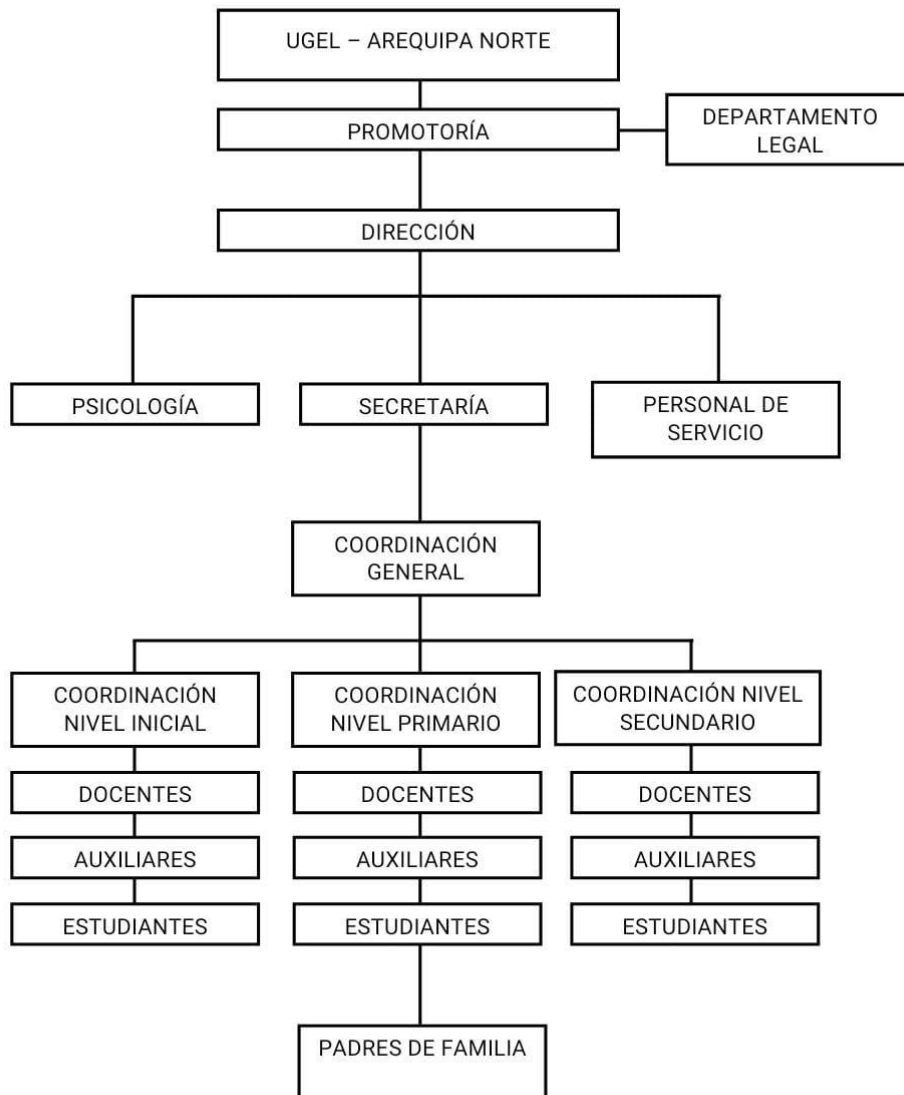 UGEL – AREQUIPA NORTE
PROMOTORÍA
DEPARTAMENTO
LEGAL
DIRECCIÓN
PSICOLOGÍA
SECRETARÍA
PERSONAL DE
SERVICIO
COORDINACIÓN
GENERAL
COORDINACIÓN
NIVEL INICIAL
COORDINACIÓN
NIVEL PRIMARIO
COORDINACIÓN NIVEL
SECUNDARIO
DOCENTES
DOCENTES
DOCENTES
AUXILIARES
AUXILIARES
AUXILIARES
ESTUDIANTES
ESTUDIANTES
ESTUDIANTES
PADRES DE FAMILIA